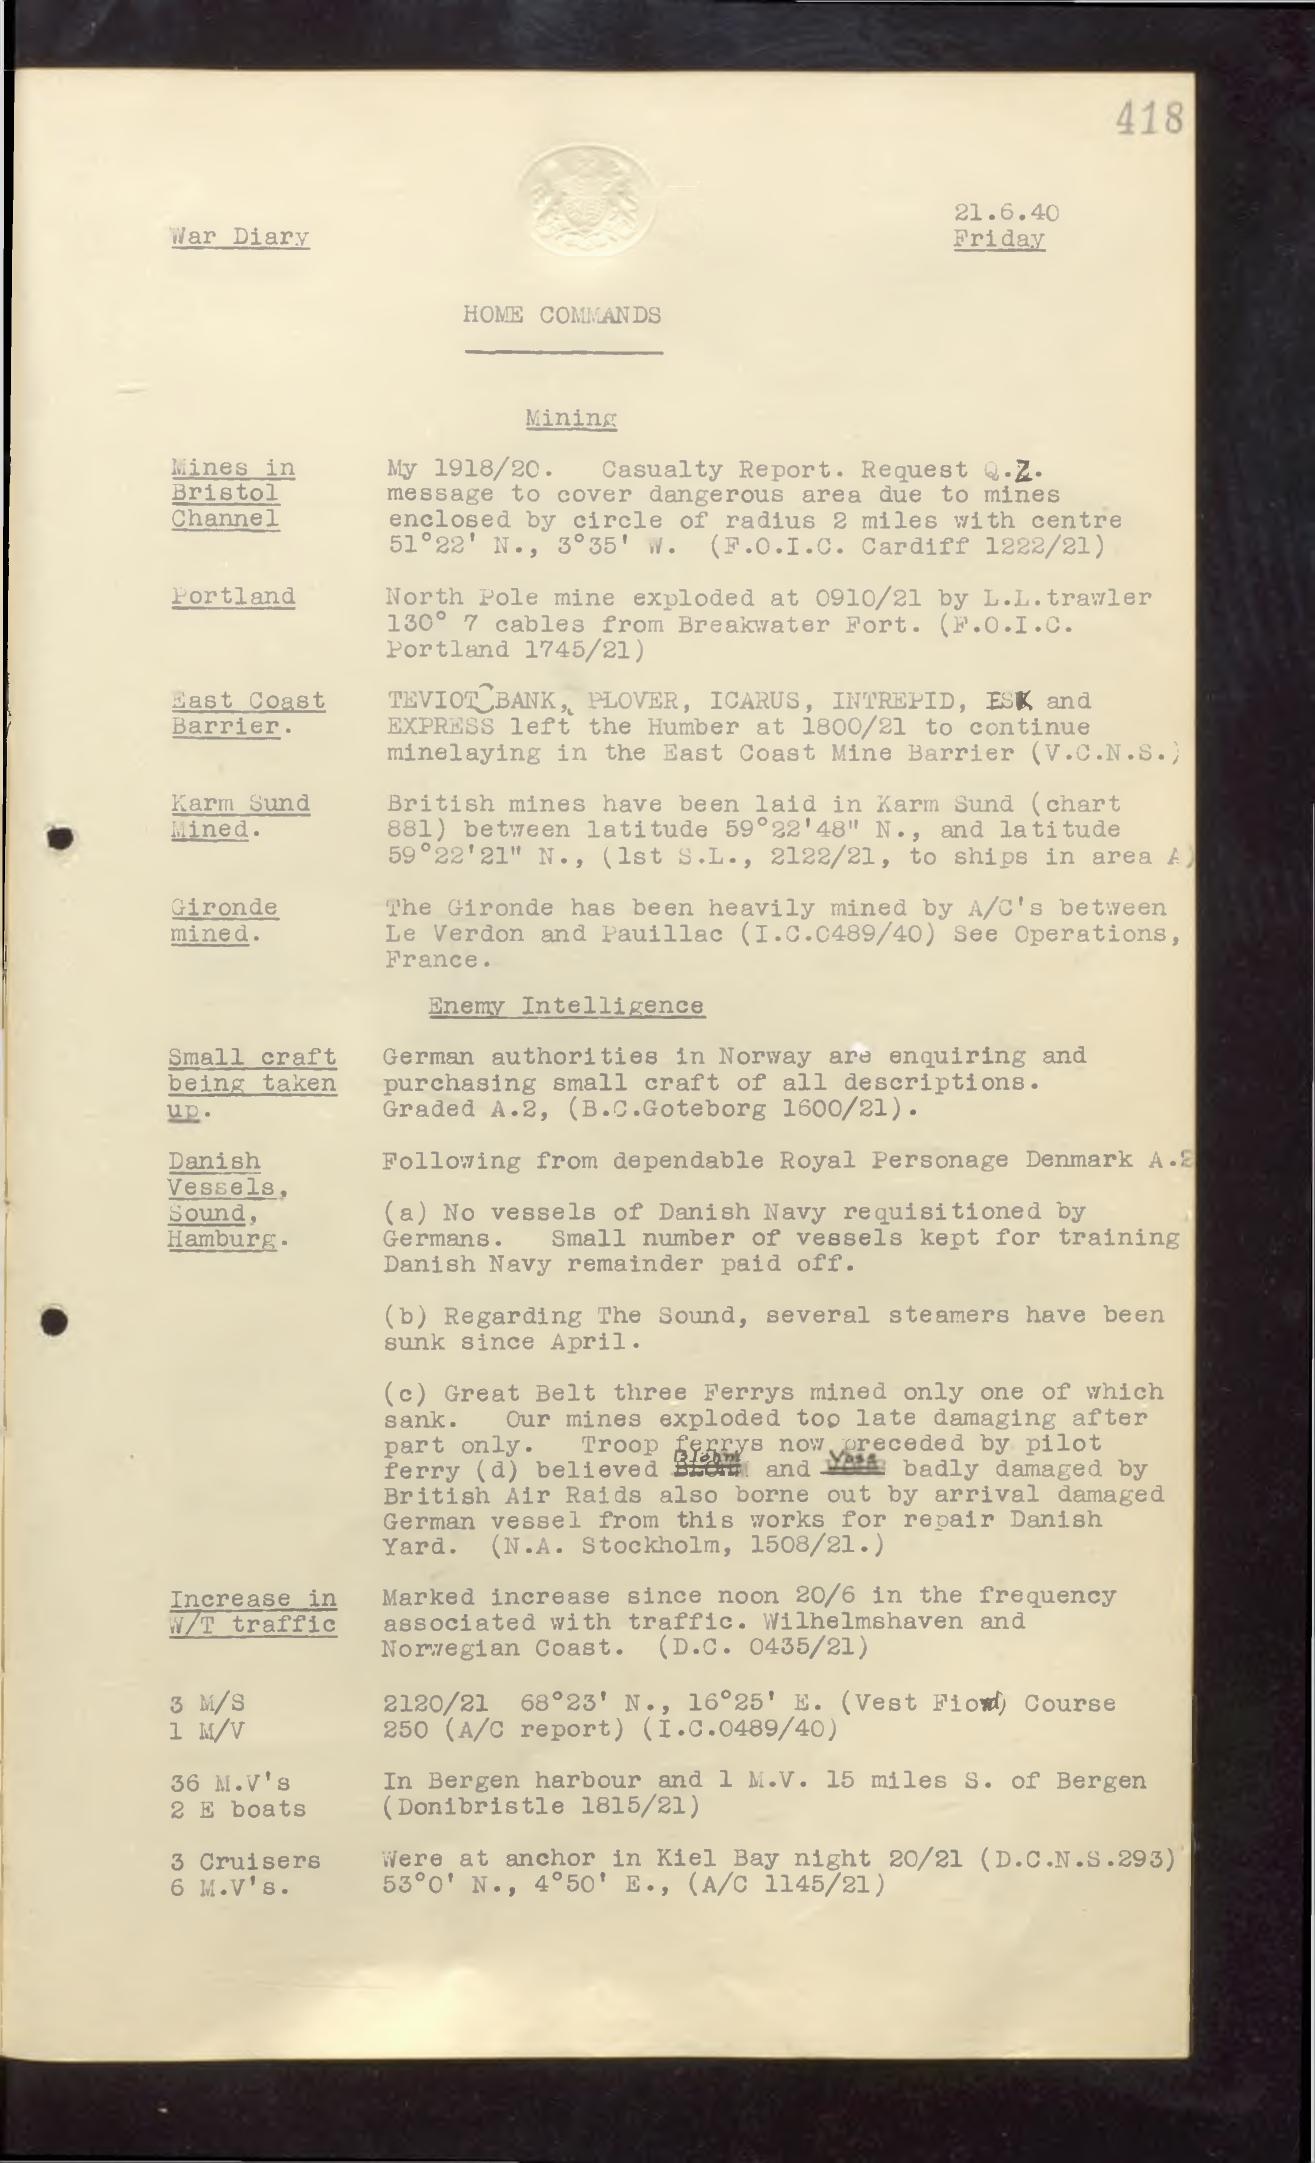 418
21.6.40
War Diary
Friday
HOME COMMANDS
Mining
Mines in My 1918/20. Casualty Report. Request Q.Z.
Bristol message to cover dangerous area due to mines
Channel enclosed by circle of radius 2 miles with centre
51°22' N., 3°35' W. (F.O.I.C. Cardiff 1222/21)
Portland North Pole mine exploded at 0910/21 by L.L.trawler
130° 7 cables from Breakwater Fort. (F.O.I.C.
Portland 1745/21)
East Coast TEVIOT BANK, PLOVER, ICARUS, INTREPID, ESK and
Barrier. EXPRESS left the Humber at 1800/21 to continue
minelaying in the East Coast Mine Barrier (V.C.N.S.)
Karm Sund British mines have been laid in Karm Sund (chart
Mined. 881) between latitude 59°22'48" N., and latitude
59°22'21" N., (1st S.L., 2122/21, to ships in area A)
Gironde The Gironde has been heavily mined by A/C's between
mined. Le Verdon and Pauillac (I.C.0489/40) See Operations,
France.
Enemy Intelligence
Small craft German authorities in Norway are enquiring and
being taken purchasing small craft of all descriptions.
up. Graded A.2, (B.C.Goteborg 1600/21).
Danish Following from dependable Royal Personage Denmark A.2
Vessels,
Sound, (a) No vessels of Danish Navy requisitioned by
Hamburg. Germans. Small number of vessels kept for training
Danish Navy remainder paid off.
(b) Regarding The Sound, several steamers have been
sunk since April.
(c) Great Belt three Ferrys mined only one of which
sank. Our mines exploded too late damaging after
part only. Troop ferrys now preceded by pilot
ferry (d) believed Blohm and Voss badly damaged by
British Air Raids also borne out by arrival damaged
German vessel from this works for repair Danish
Yard. (N.A. Stockholm, 1508/21.)
Increase in Marked increase since noon 20/6 in the frequency
W/T traffic associated with traffic. Wilhelmshaven and
Norwegian Coast. (D.C. 0435/21)
3 M/S 2120/21 68°23' N., 16°25' E. (Vest Fiord) Course
1 M/V 250 (A/C report) (I.C.0489/40)
36 M.V's In Bergen harbour and 1 M.V. 15 miles S. of Bergen
2 E boats (Donibristle 1815/21)
3 Cruisers Were at anchor in Kiel Bay night 20/21 (D.C.N.S.293)
6 M.V's. 53°0' N., 4°50' E., (A/C 1145/21)